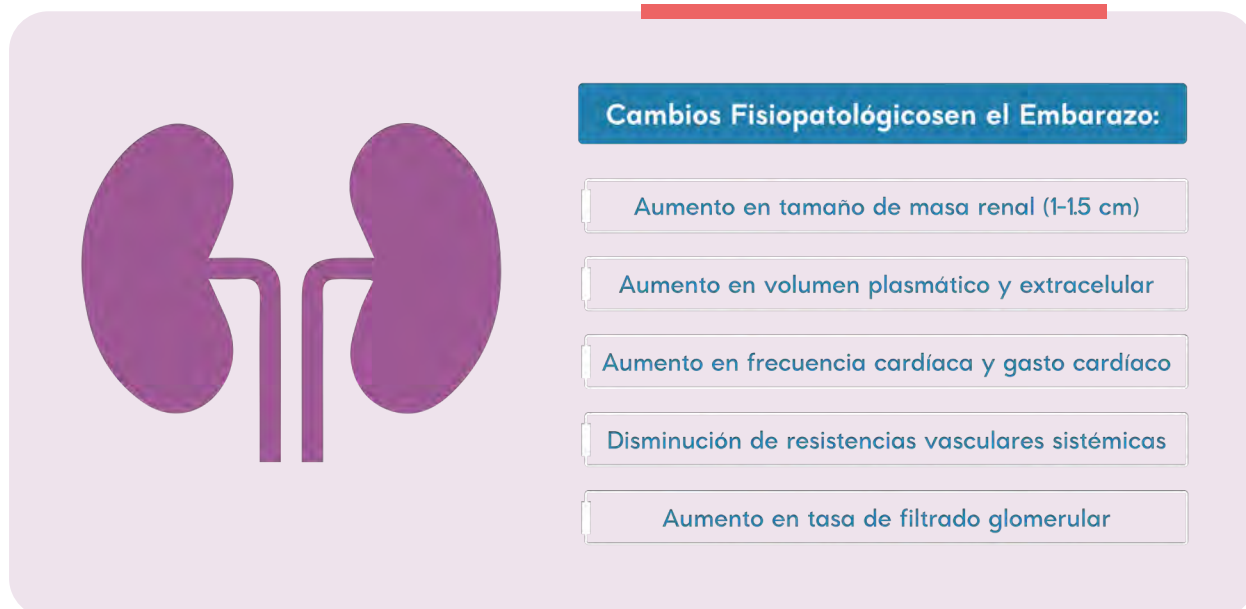 Cambios Fisiopatológicosen el Embarazo:
Aumento en tamaño de masa renal (1-1.5 cm)
Aumento en volumen plasmático y extracelular
Aumento en frecuencia cardíaca y gasto cardíaco
Disminución de resistencias vasculares sistémicas
Aumento en tasa de filtrado glomerular